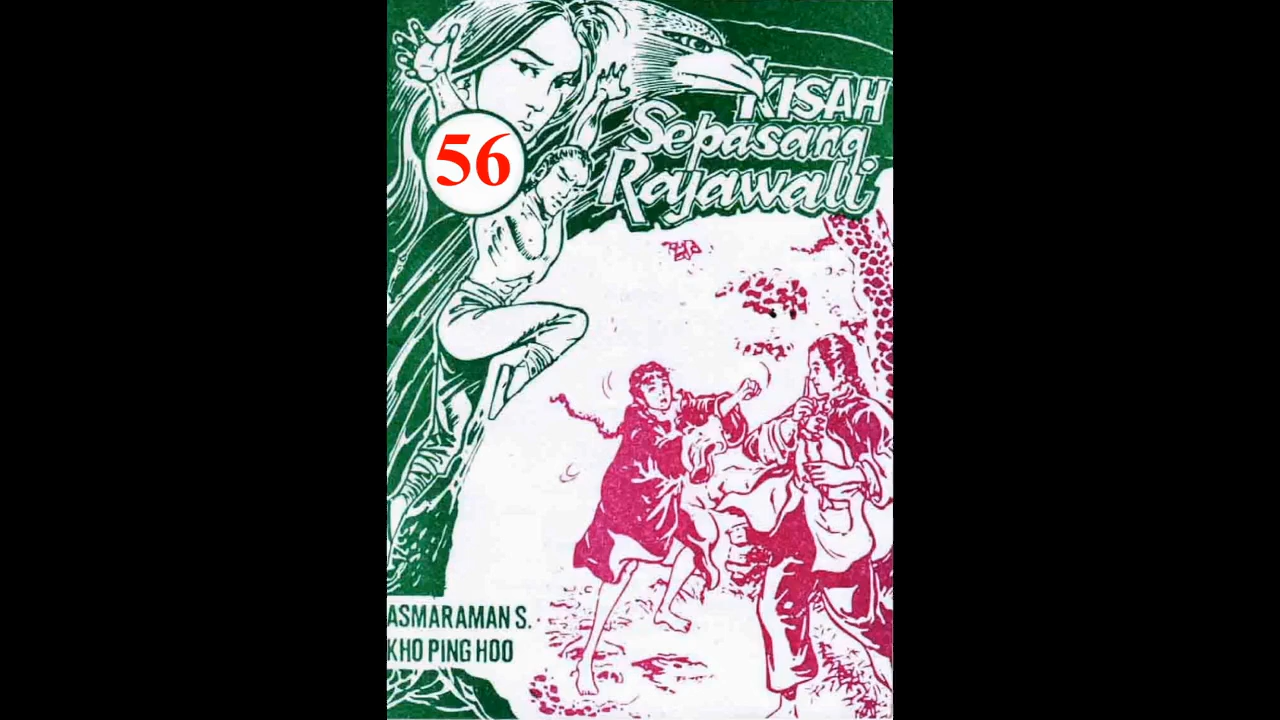 KISAH
Sepasang
Rajawali
56
ASMARAMAN S.
KHO PING HOO